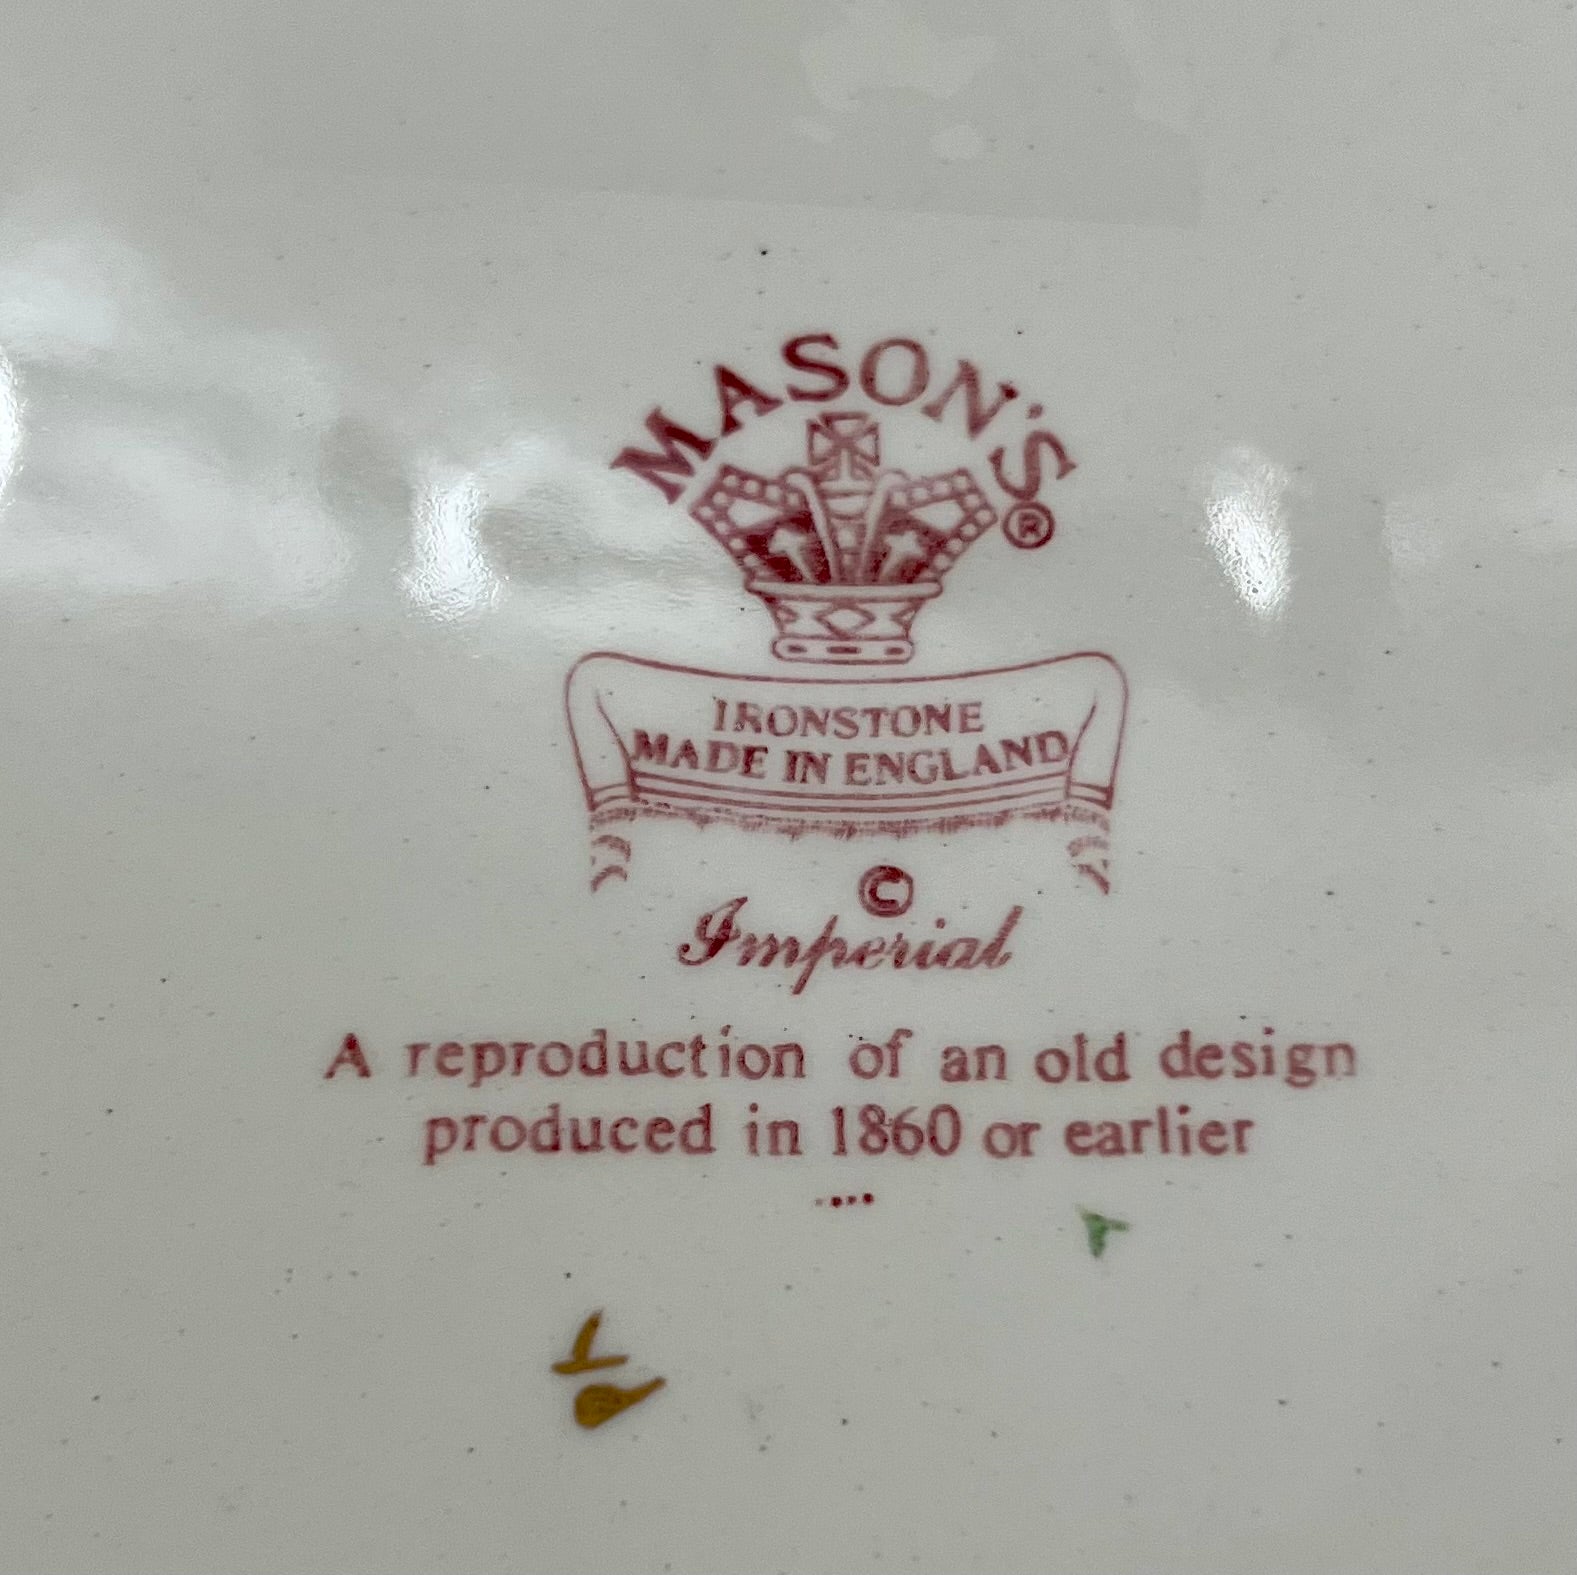 MASON'S
®
IRONSTONE
MADE IN ENGLAND
©
Imperial
A reproduction of an old design
produced in 1860 or earlier